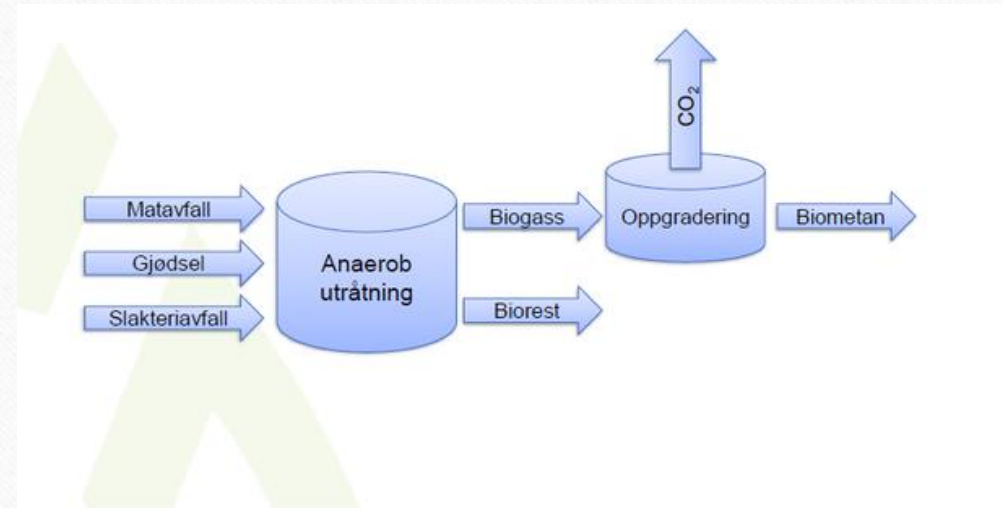 CO₂
Matavfall
Gjødsel
Slakteriavfall
Anaerob
utråtning
Biogass
Biorest
Oppgradering
Biometan